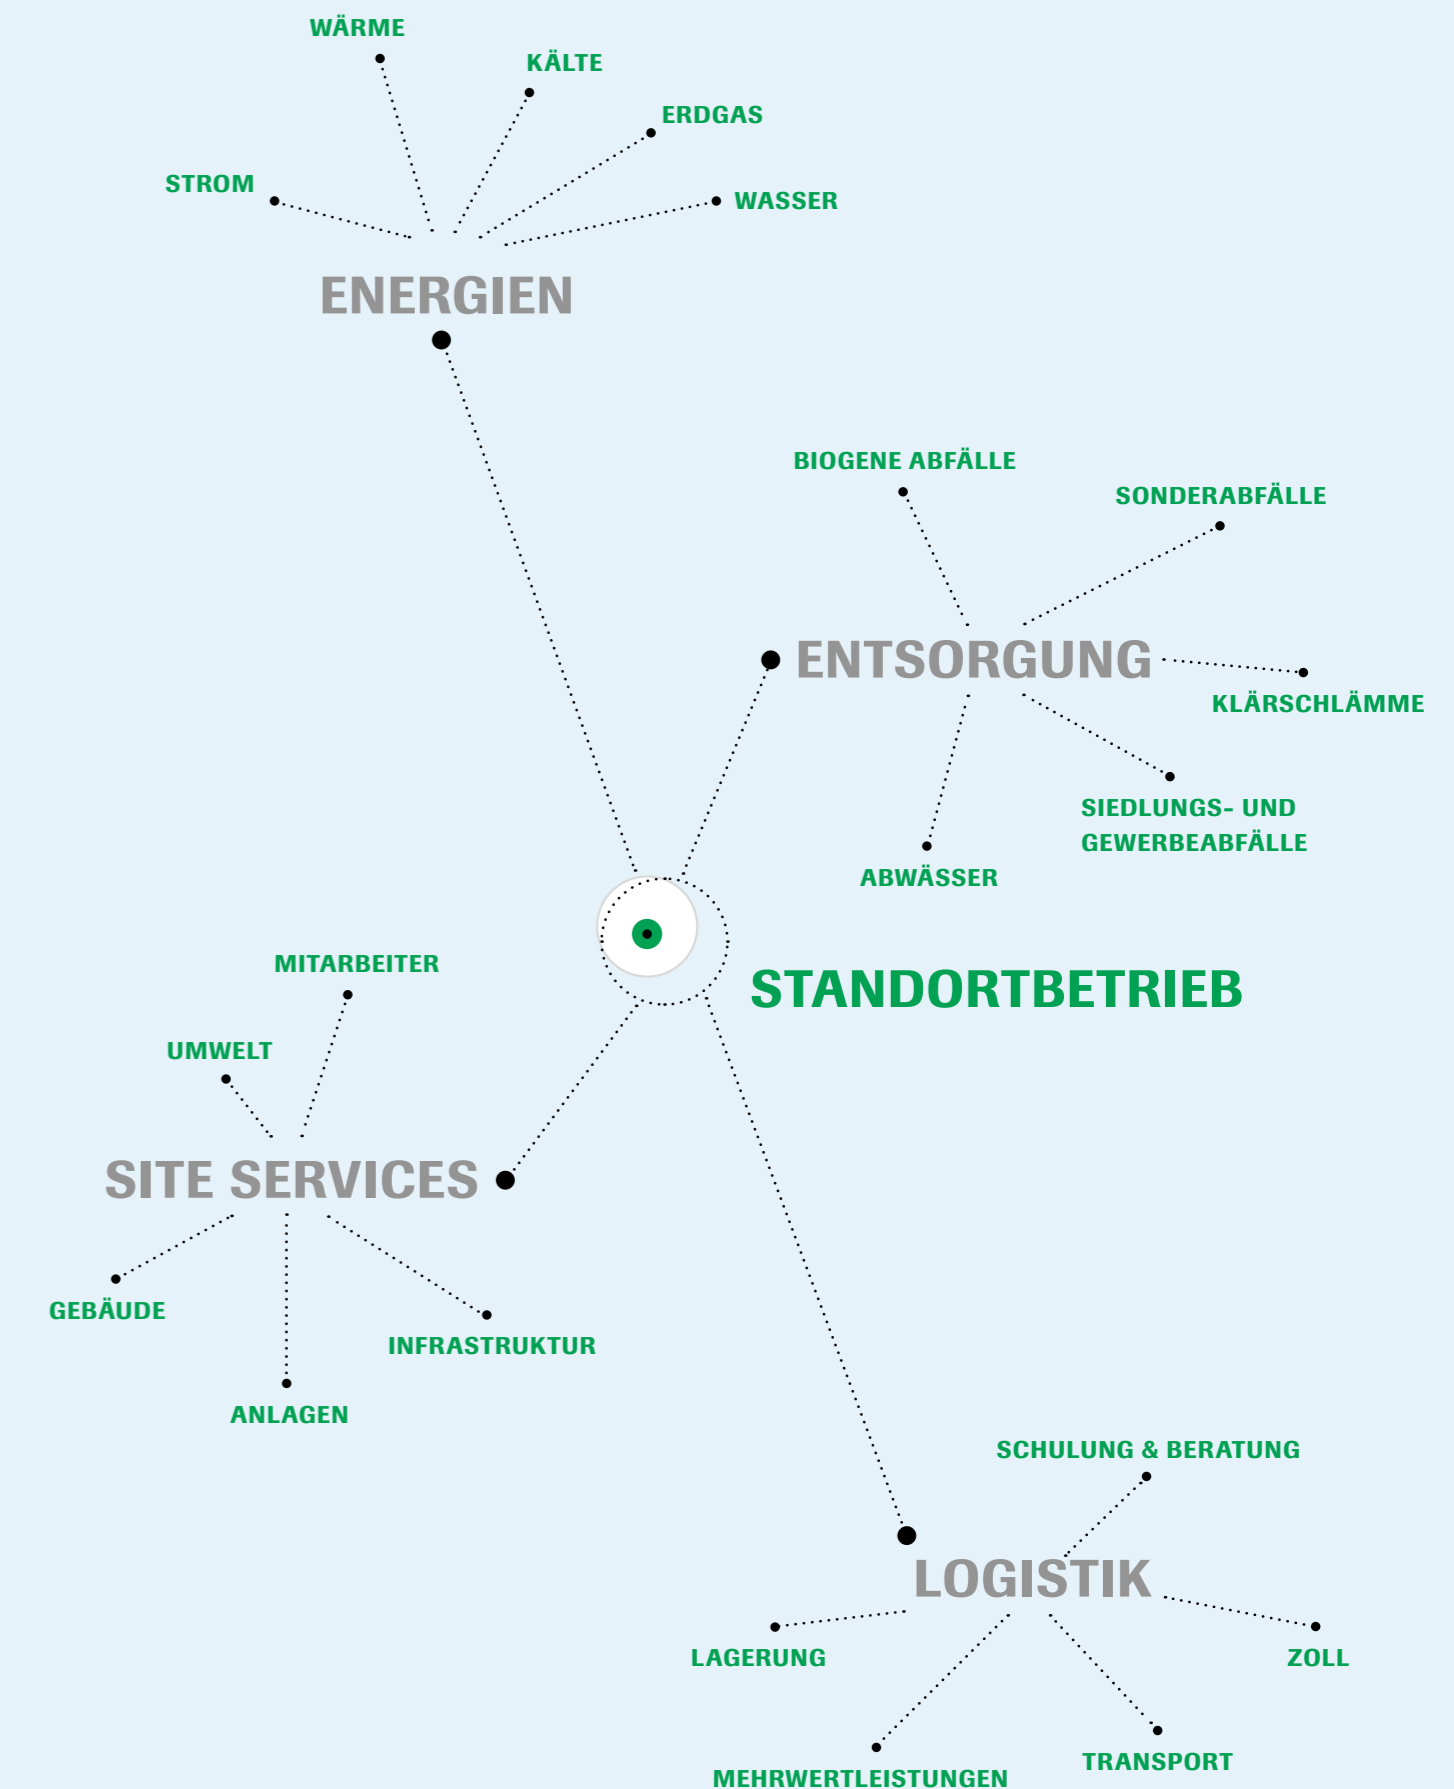 WÄRME
KÄLTE
ERDGAS
STROM
WASSER
ENERGIEN
BIOGENE ABFÄLLE
SONDERABFÄLLE
ENTSORGUNG
KLÄRSCHLÄMME
SIEDLUNGS- UND
GEWERBEABFÄLLE
ABWÄSSER
STANDORTBETRIEB
MITARBEITER
UMWELT
SITE SERVICES
GEBÄUDE
INFRASTRUKTUR
ANLAGEN
SCHULUNG & BERATUNG
LOGISTIK
LAGERUNG
ZOLL
TRANSPORT
MEHRWERTLEISTUNGEN